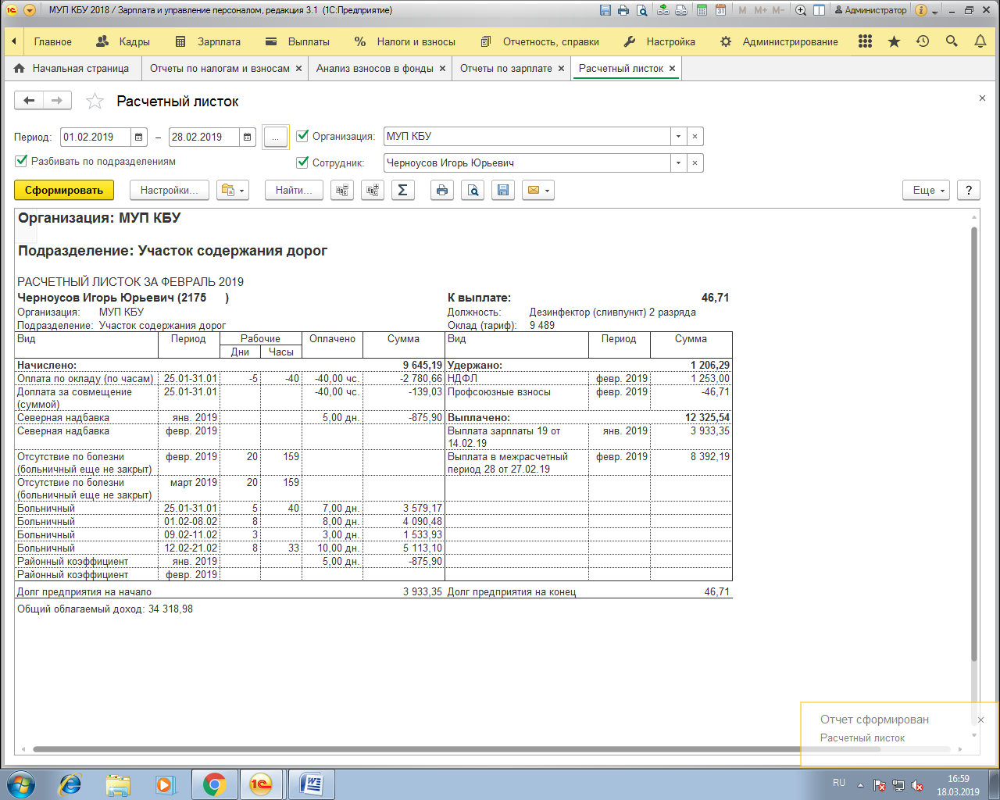 МУП КБУ 2018 / Зарплата и управление персоналом, редакция 3.1 (1С:Предприятие)
M M+ M- Администратор
Главное Кадры Зарплата Выплаты Налоги и взносы Отчетность, справки Настройка Администрирование
Начальная страница Отчеты по налогам и взносам Анализ взносов в фонды Отчеты по зарплате Расчетный листок
Расчетный листок
Период: 01.02.2019 – 28.02.2019 ... Организация: МУП КБУ
Разбивать по подразделениям Сотрудник: Черноусов Игорь Юрьевич
Сформировать Настройки... Найти... Σ Еще ?
Организация: МУП КБУ
Подразделение: Участок содержания дорог
РАСЧЕТНЫЙ ЛИСТОК ЗА ФЕВРАЛЬ 2019
Черноусов Игорь Юрьевич (2175 ) К выплате: 46,71
Организация: МУП КБУ Должность: Дезинфектор (сливпункт) 2 разряда
Подразделение: Участок содержания дорог Оклад (тариф): 9 489
Вид Период Рабочие Оплачено Сумма Вид Период Сумма
Дни Часы
Начислено: 9 645,19 Удержано: 1 206,29
Оплата по окладу (по часам) 25.01-31.01 -5 -40 -40,00 чс. -2 780,66 НДФЛ февр. 2019 1 253,00
Доплата за совмещение 25.01-31.01 -40,00 чс. -139,03 Профсоюзные взносы февр. 2019 -46,71
(суммой)
Северная надбавка янв. 2019 5,00 дн. -875,90 Выплачено: 12 325,54
Северная надбавка февр. 2019 Выплата зарплаты 19 от янв. 2019 3 933,35
14.02.19
Отсутствие по болезни февр. 2019 20 159 Выплата в межрасчетный февр. 2019 8 392,19
(больничный еще не закрыт) период 28 от 27.02.19
Отсутствие по болезни март 2019 20 159
(больничный еще не закрыт)
Больничный 25.01-31.01 5 40 7,00 дн. 3 579,17
Больничный 01.02-08.02 8 8,00 дн. 4 090,48
Больничный 09.02-11.02 3 3,00 дн. 1 533,93
Больничный 12.02-21.02 8 33 10,00 дн. 5 113,10
Районный коэффициент янв. 2019 5,00 дн. -875,90
Районный коэффициент февр. 2019
Долг предприятия на начало 3 933,35 Долг предприятия на конец 46,71
Общий облагаемый доход: 34 318,98
Отчет сформирован
Расчетный листок
RU 16:59
18.03.2019